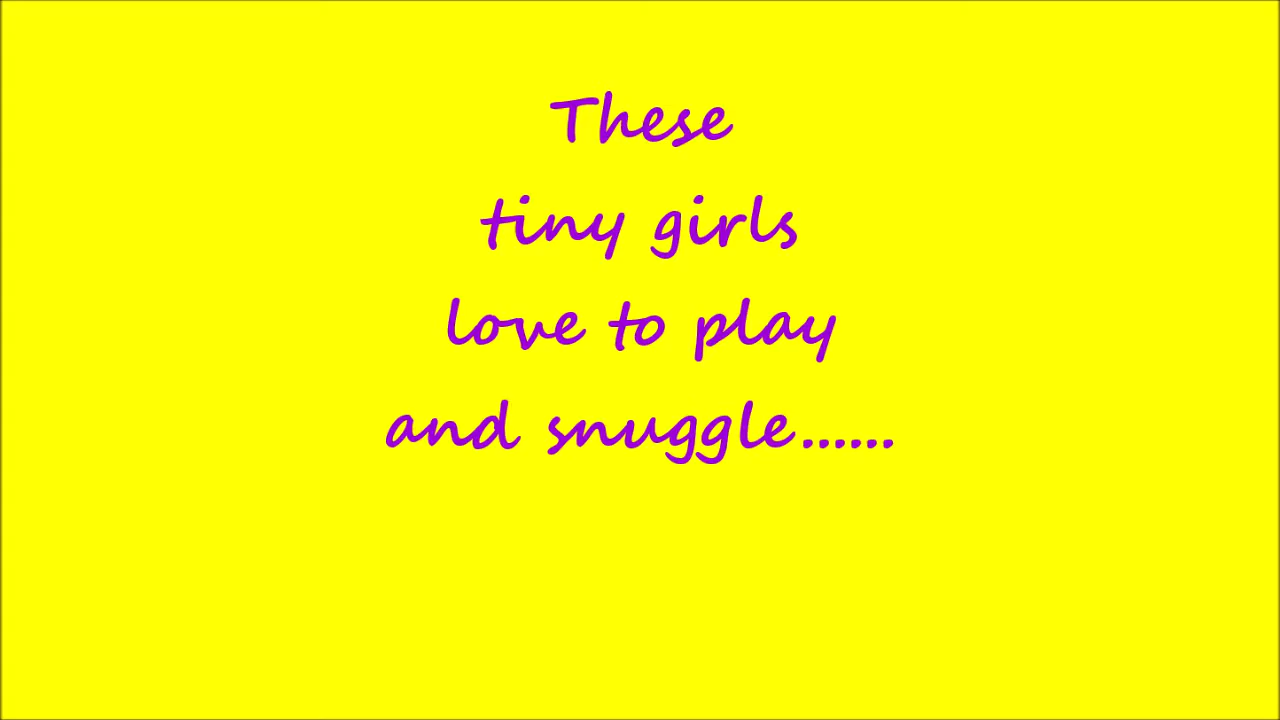 These
tiny girls
love to play
and snuggle......